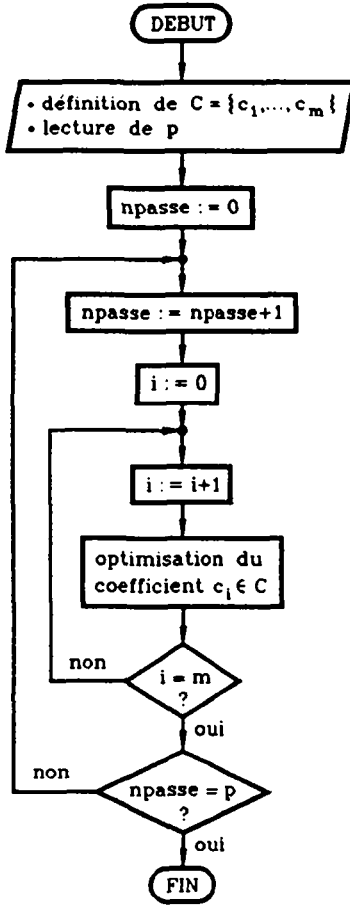 DEBUT
• définition de C = {c₁,...,cₘ}
• lecture de p
npasse := 0
npasse := npasse+1
i := 0
i := i+1
optimisation du
coefficient cᵢ ∈ C
non
i = m
?
oui
non
npasse = p
?
oui
FIN